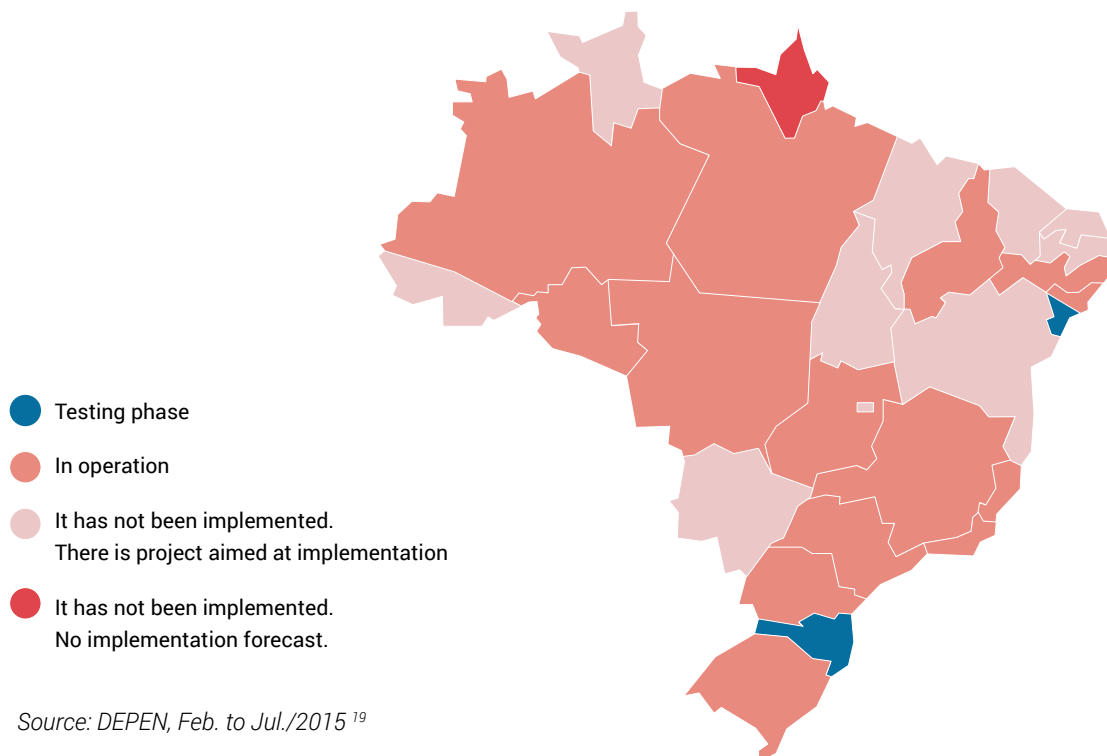 Testing phase
In operation
It has not been implemented.
There is project aimed at implementation
It has not been implemented.
No implementation forecast.
Source: DEPEN, Feb. to Jul./2015 19